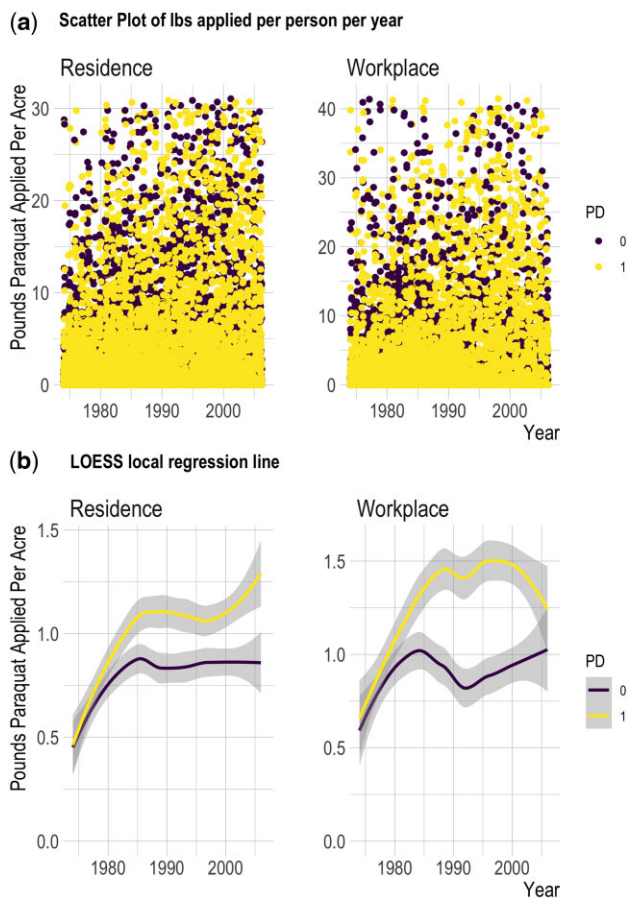 (a) Scatter Plot of lbs applied per person per year
Residence
Workplace
Pounds Paraquat Applied Per Acre
30
20
10
0
1980 1990 2000
40
30
20
10
0
1980 1990 2000
Year
PD
0
1
(b) LOESS local regression line
Residence
Workplace
Pounds Paraquat Applied Per Acre
1.5
1.0
0.5
0.0
1980 1990 2000
1.5
1.0
0.5
0.0
1980 1990 2000
Year
PD
0
1